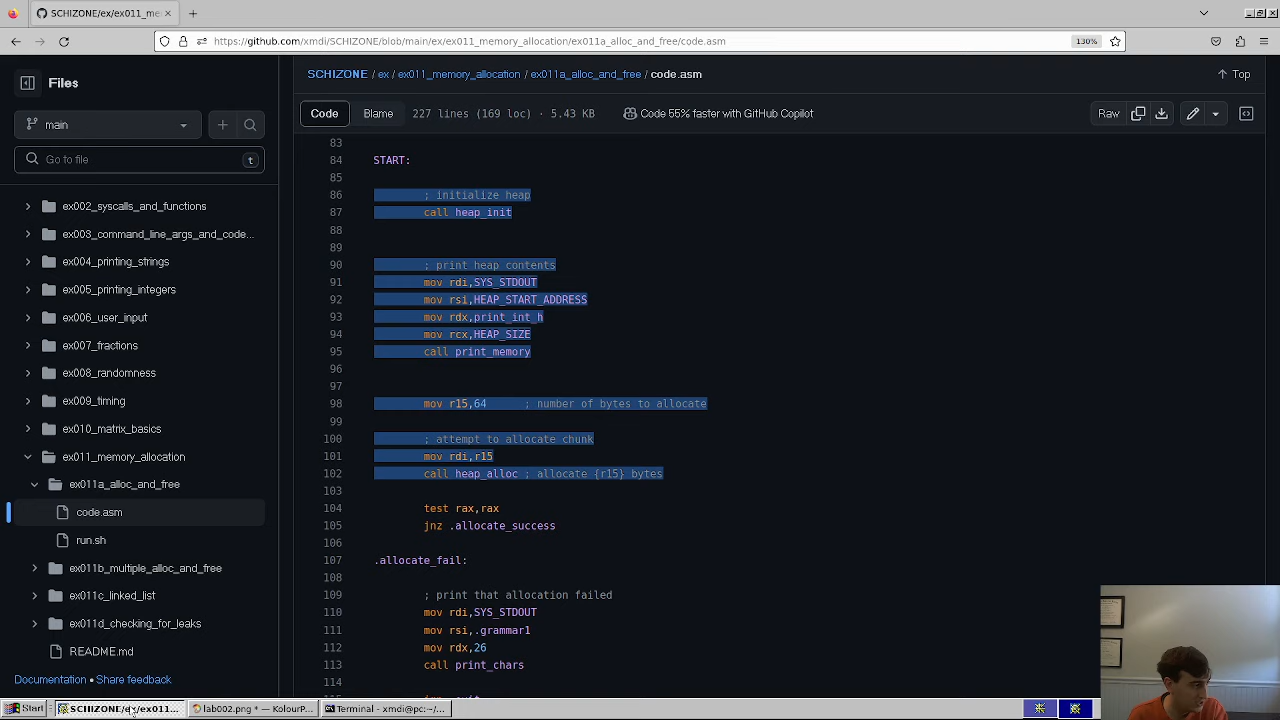 SCHIZONE/ex/ex011_me
https://github.com/xmdi/SCHIZONE/blob/main/ex/ex011_memory_allocation/ex011a_alloc_and_free/code.asm
130%
Files
SCHIZONE / ex / ex011_memory_allocation / ex011a_alloc_and_free / code.asm
Top
main
Code
Blame
227 lines (169 loc) · 5.43 KB
Code 55% faster with GitHub Copilot
Raw
Go to file
t
ex002_syscalls_and_functions
ex003_command_line_args_and_code...
ex004_printing_strings
ex005_printing_integers
ex006_user_input
ex007_fractions
ex008_randomness
ex009_timing
ex010_matrix_basics
ex011_memory_allocation
ex011a_alloc_and_free
code.asm
run.sh
ex011b_multiple_alloc_and_free
ex011c_linked_list
ex011d_checking_for_leaks
README.md
Documentation • Share feedback
83
84 START:
85
86 ; initialize heap
87 call heap_init
88
89
90 ; print heap contents
91 mov rdi,SYS_STDOUT
92 mov rsi,HEAP_START_ADDRESS
93 mov rdx,print_int_h
94 mov rcx,HEAP_SIZE
95 call print_memory
96
97
98 mov r15,64 ; number of bytes to allocate
99
100 ; attempt to allocate chunk
101 mov rdi,r15
102 call heap_alloc ; allocate {r15} bytes
103
104 test rax,rax
105 jnz .allocate_success
106
107 .allocate_fail:
108
109 ; print that allocation failed
110 mov rdi,SYS_STDOUT
111 mov rsi,.grammar1
112 mov rdx,26
113 call print_chars
114
Start
SCHIZONE/ex/ex011...
lab002.png * — KolourP...
Terminal - xmdi@pc:~/...